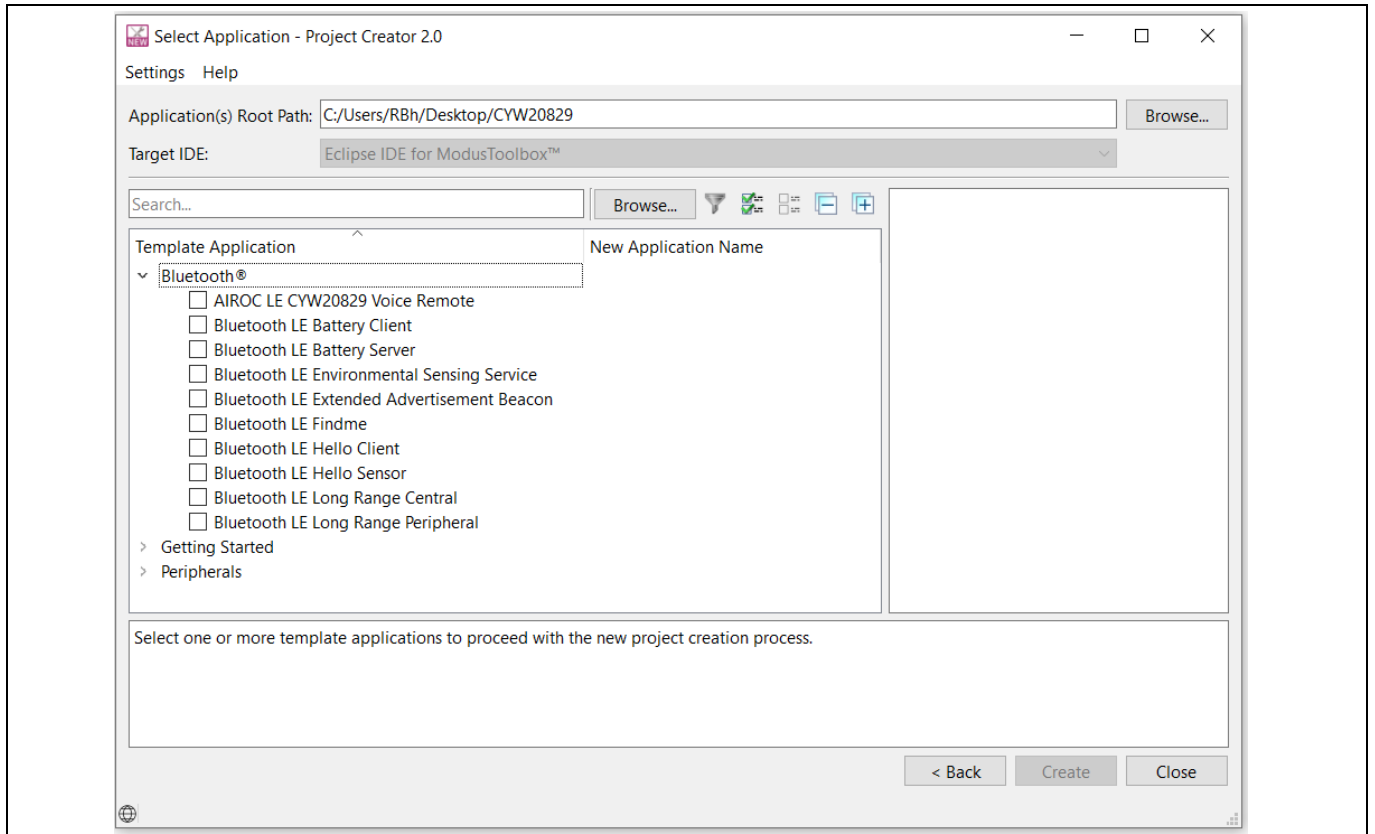 NEW
Select Application - Project Creator 2.0
Settings Help
Application(s) Root Path: C:/Users/RBh/Desktop/CYW20829 Browse...
Target IDE: Eclipse IDE for ModusToolbox™
Search... Browse...
Template Application New Application Name
Bluetooth®
AIROC LE CYW20829 Voice Remote
Bluetooth LE Battery Client
Bluetooth LE Battery Server
Bluetooth LE Environmental Sensing Service
Bluetooth LE Extended Advertisement Beacon
Bluetooth LE Findme
Bluetooth LE Hello Client
Bluetooth LE Hello Sensor
Bluetooth LE Long Range Central
Bluetooth LE Long Range Peripheral
Getting Started
Peripherals
Select one or more template applications to proceed with the new project creation process.
< Back Create Close